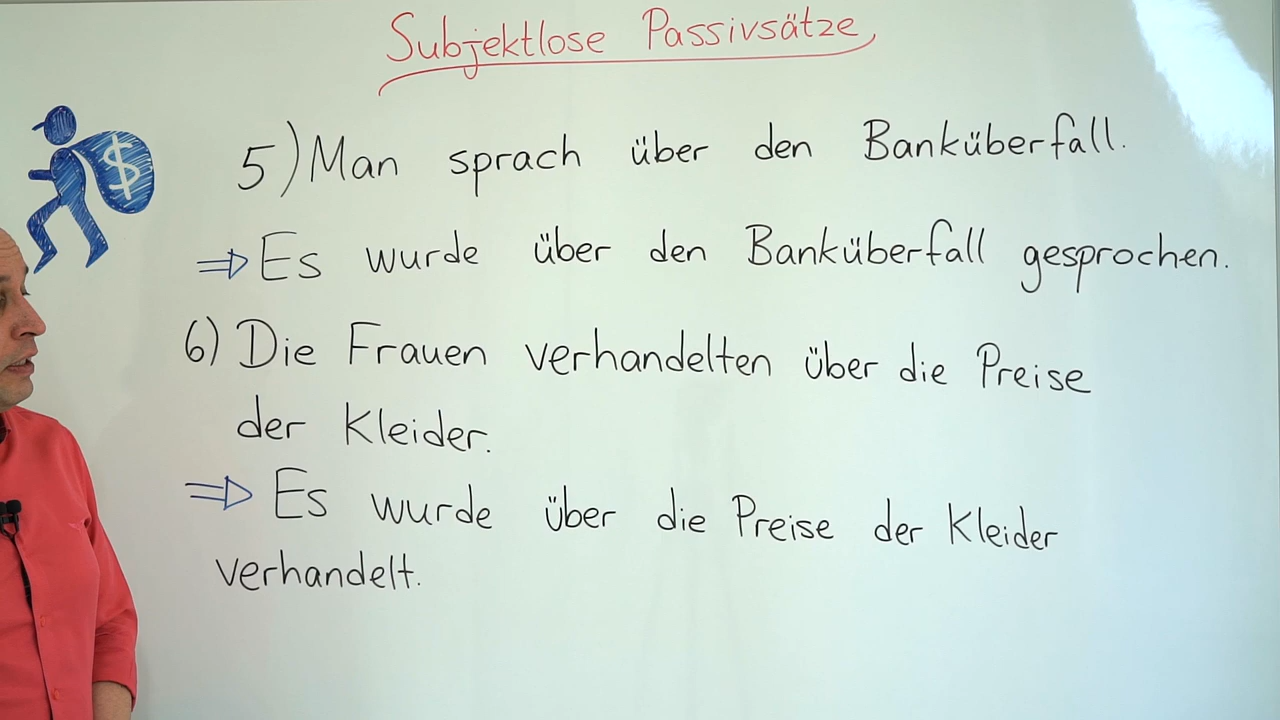 Subjektlose Passivsätze
$
5) Man sprach über den Banküberfall.
⇒ Es wurde über den Banküberfall gesprochen.
6) Die Frauen verhandelten über die Preise
der Kleider.
⇒ Es wurde über die Preise der Kleider
verhandelt.